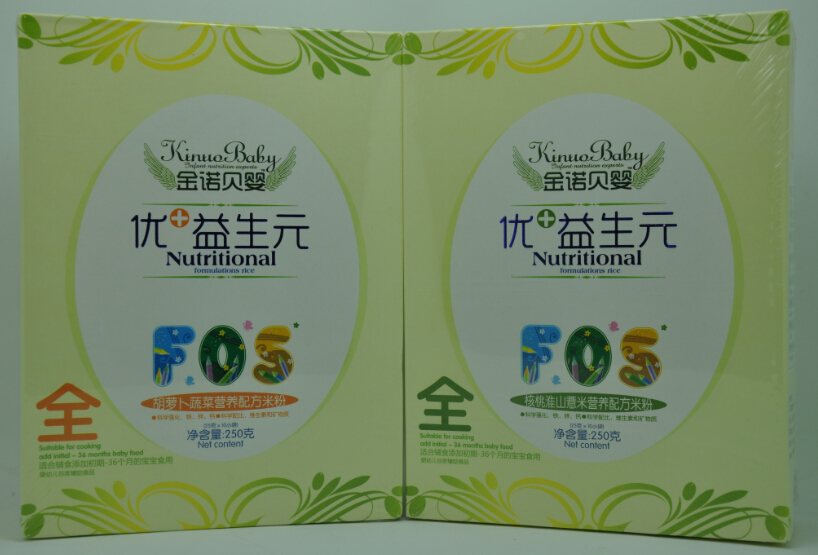 Kinuo Baby
Infant nutrition experts
金诺贝婴
优+益生元
Nutritional
formulations rice
F.O.S
胡萝卜蔬菜营养配方米粉
净含量:250克
Net content
全
Suitable for cooking
add initial – 36 months baby food
适合辅食添加初期-36个月的宝宝食用
Kinuo Baby
Infant nutrition experts
金诺贝婴
优+益生元
Nutritional
formulations rice
F.O.S
核桃淮山薏米营养配方米粉
净含量:250克
Net content
全
Suitable for cooking
add initial – 36 months baby food
适合辅食添加初期-36个月的宝宝食用